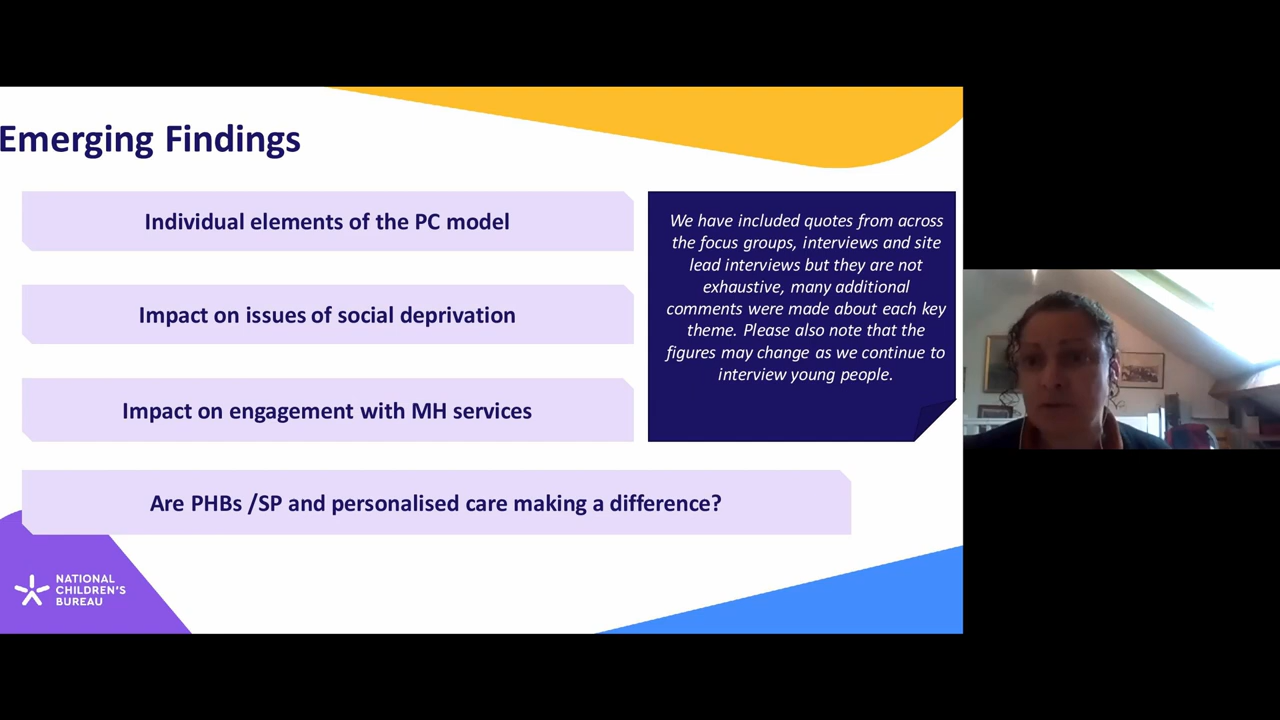 Emerging Findings
Individual elements of the PC model
Impact on issues of social deprivation
Impact on engagement with MH services
Are PHBs /SP and personalised care making a difference?
We have included quotes from across
the focus groups, interviews and site
lead interviews but they are not
exhaustive, many additional
comments were made about each key
theme. Please also note that the
figures may change as we continue to
interview young people.
NATIONAL
CHILDREN'S
BUREAU